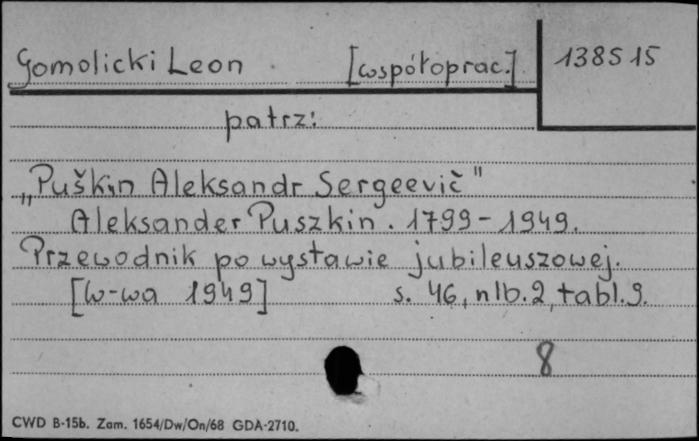 Gomolicki Leon [współoprac.] 138515
patrz:
„Puškin Aleksandr Sergeevič"
Aleksander Puszkin. 1799-1949.
Przewodnik po wystawie jubileuszowej.
[W-wa 1949] s. 46, nlb. 2, tabl. 9.
8
CWD B-15b. Zam. 1654/Dw/On/68 GDA-2710.